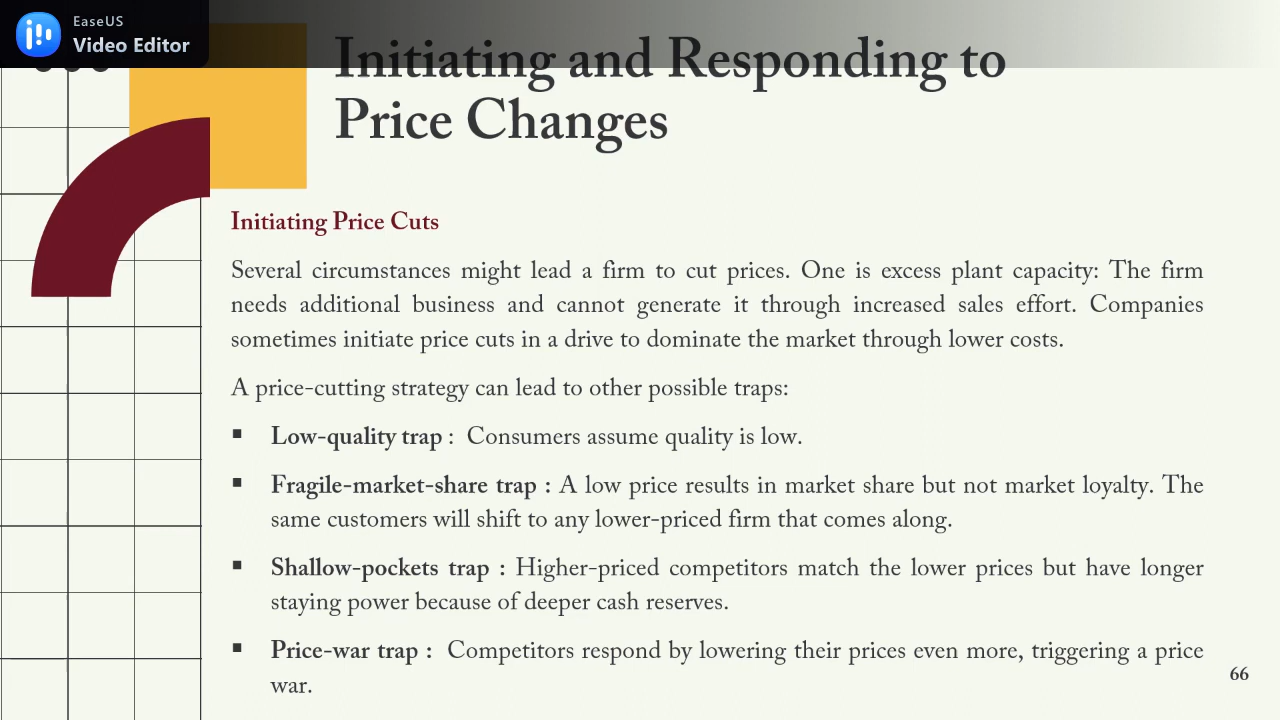 EaseUS
Video Editor
Initiating and Responding to
Price Changes
Initiating Price Cuts
Several circumstances might lead a firm to cut prices. One is excess plant capacity: The firm
needs additional business and cannot generate it through increased sales effort. Companies
sometimes initiate price cuts in a drive to dominate the market through lower costs.
A price-cutting strategy can lead to other possible traps:
▪ Low-quality trap : Consumers assume quality is low.
▪ Fragile-market-share trap : A low price results in market share but not market loyalty. The
same customers will shift to any lower-priced firm that comes along.
▪ Shallow-pockets trap : Higher-priced competitors match the lower prices but have longer
staying power because of deeper cash reserves.
▪ Price-war trap : Competitors respond by lowering their prices even more, triggering a price
war.
66